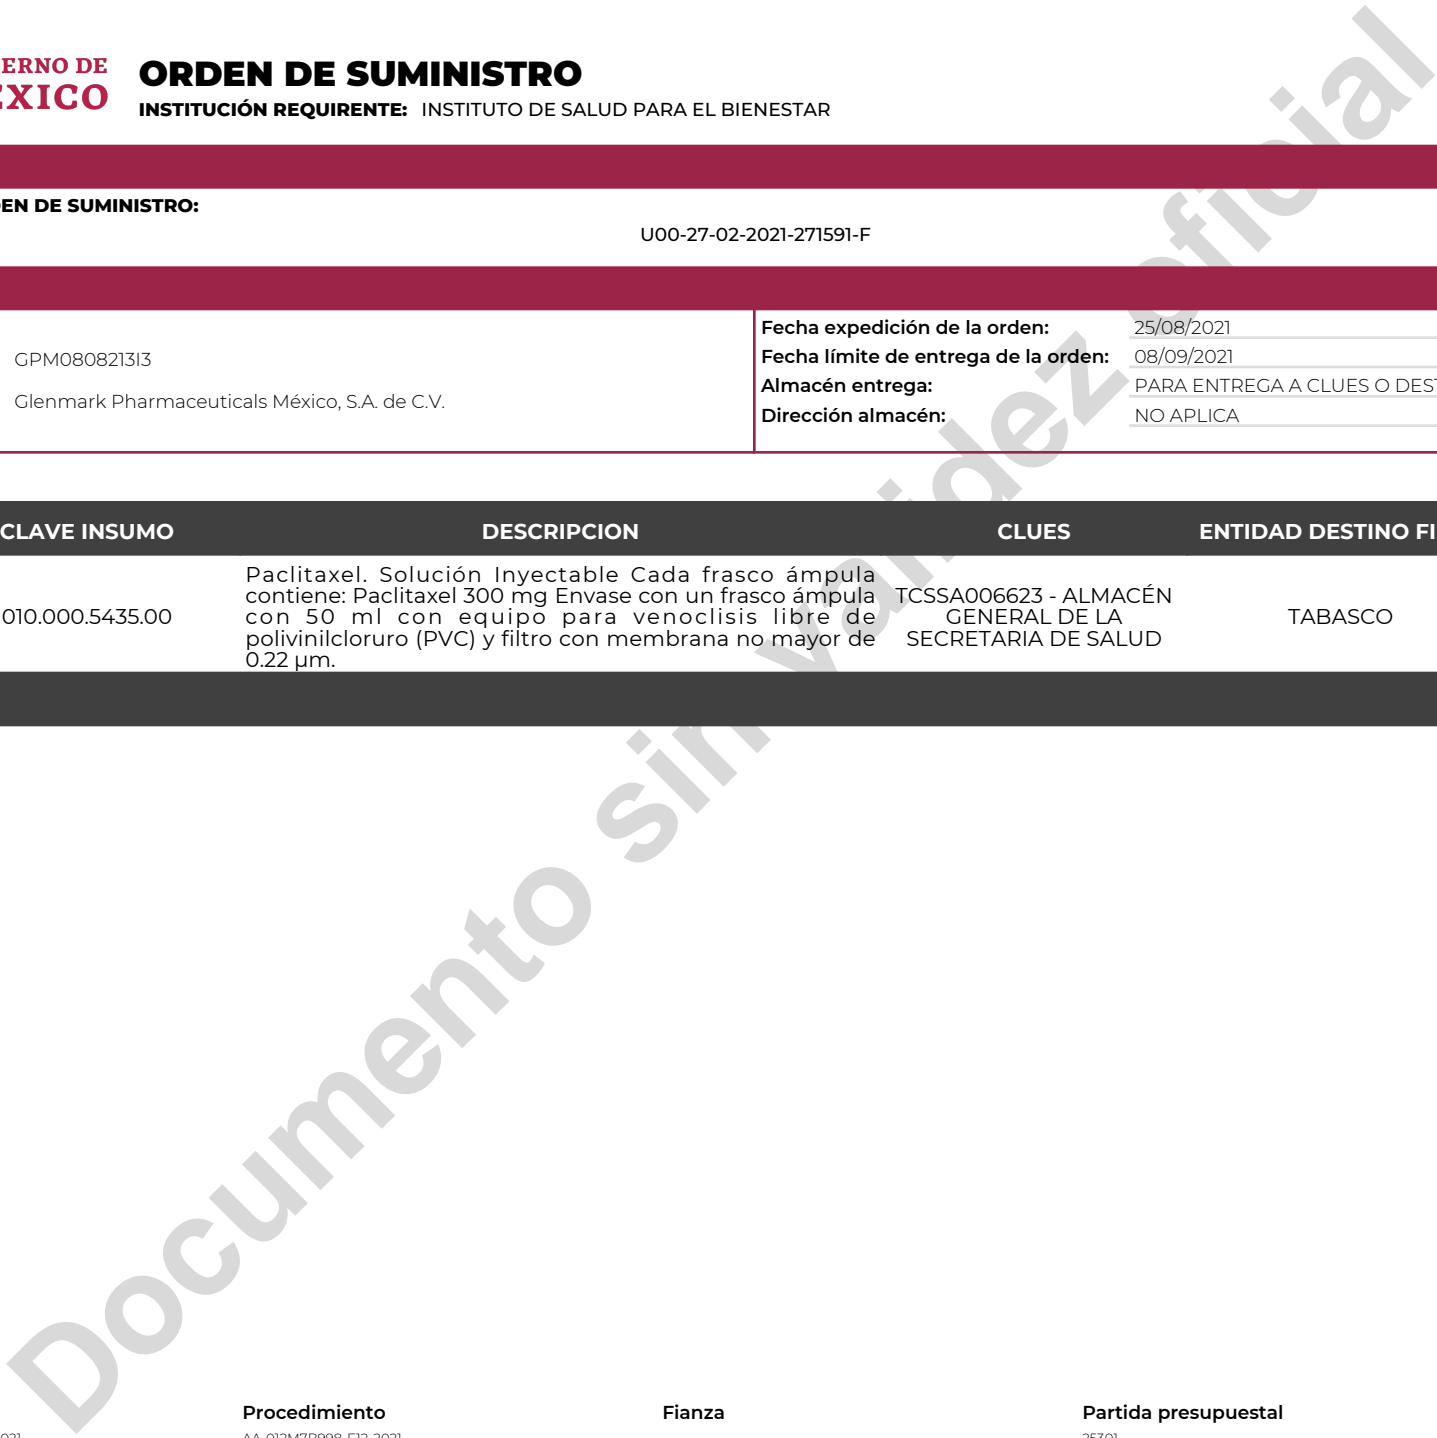 ERNO DE
ÉXICO
ORDEN DE SUMINISTRO
INSTITUCIÓN REQUIRENTE: INSTITUTO DE SALUD PARA EL BIENESTAR
EN DE SUMINISTRO:
U00-27-02-2021-271591-F
GPM0808213I3
Glenmark Pharmaceuticals México, S.A. de C.V.
Fecha expedición de la orden: 25/08/2021
Fecha límite de entrega de la orden: 08/09/2021
Almacén entrega: PARA ENTREGA A CLUES O DEST
Dirección almacén: NO APLICA
CLAVE INSUMO DESCRIPCION CLUES ENTIDAD DESTINO FI
010.000.5435.00
Paclitaxel. Solución Inyectable Cada frasco ámpula
contiene: Paclitaxel 300 mg Envase con un frasco ámpula
con 50 ml con equipo para venoclisis libre de
polivinilcloruro (PVC) y filtro con membrana no mayor de
0.22 µm.
TCSSA006623 - ALMACÉN
GENERAL DE LA
SECRETARIA DE SALUD
TABASCO
Documento sin validez oficial
Procedimiento Fianza Partida presupuestal